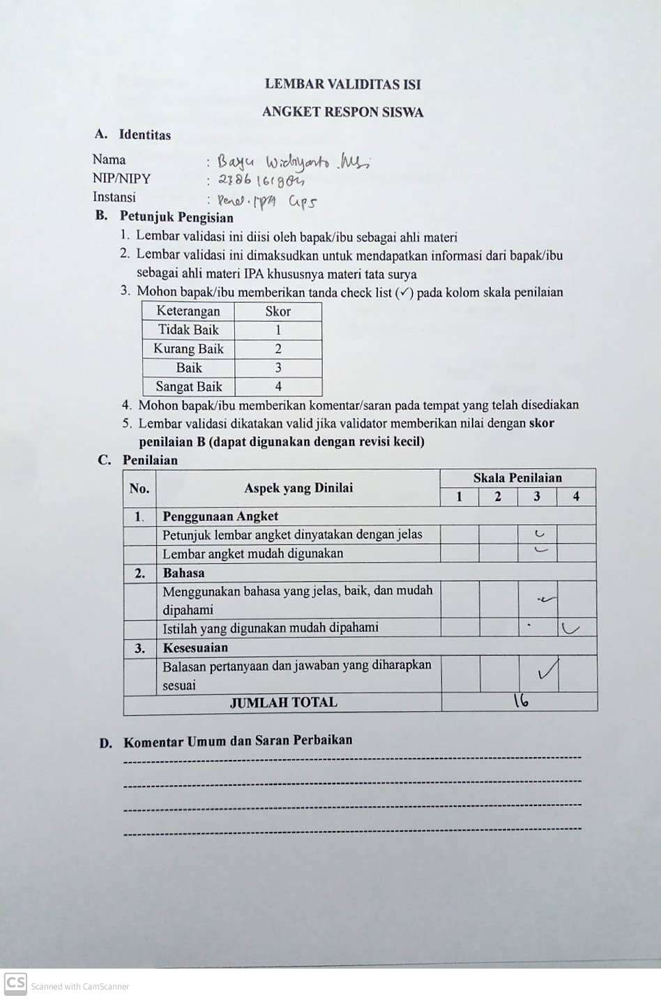 LEMBAR VALIDITAS ISI
ANGKET RESPON SISWA
A. Identitas
Nama : Bayu Widiyanto
NIP/NIPY :
Instansi : IPA UPS
B. Petunjuk Pengisian
1. Lembar validasi ini diisi oleh bapak/ibu sebagai ahli materi
2. Lembar validasi ini dimaksudkan untuk mendapatkan informasi dari bapak/ibu
sebagai ahli materi IPA khususnya materi tata surya
3. Mohon bapak/ibu memberikan tanda check list (✓) pada kolom skala penilaian
Keterangan Skor
Tidak Baik 1
Kurang Baik 2
Baik 3
Sangat Baik 4
4. Mohon bapak/ibu memberikan komentar/saran pada tempat yang telah disediakan
5. Lembar validasi dikatakan valid jika validator memberikan nilai dengan skor
penilaian B (dapat digunakan dengan revisi kecil)
C. Penilaian
No. Aspek yang Dinilai Skala Penilaian
1 2 3 4
1. Penggunaan Angket
Petunjuk lembar angket dinyatakan dengan jelas ✓
Lembar angket mudah digunakan ✓
2. Bahasa
Menggunakan bahasa yang jelas, baik, dan mudah ✓
dipahami
Istilah yang digunakan mudah dipahami ✓
3. Kesesuaian
Balasan pertanyaan dan jawaban yang diharapkan ✓
sesuai
JUMLAH TOTAL 16
D. Komentar Umum dan Saran Perbaikan
CS Scanned with CamScanner